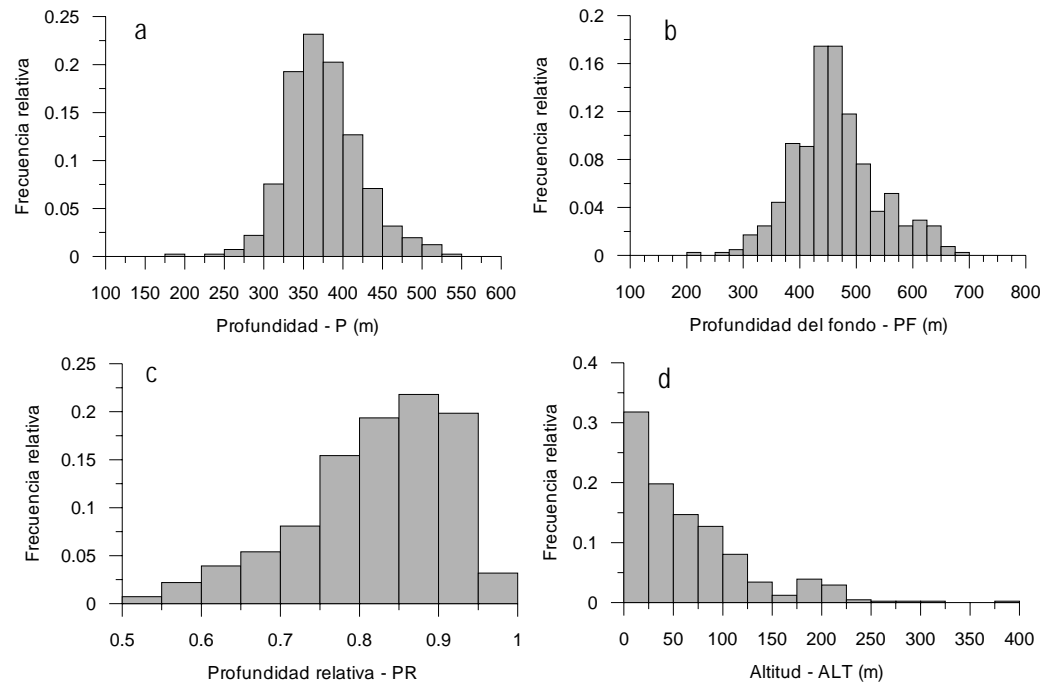 a
0.25
0.2
0.15
0.1
0.05
0
Frecuencia relativa
100 150 200 250 300 350 400 450 500 550 600
Profundidad - P (m)
b
0.2
0.16
0.12
0.08
0.04
0
Frecuencia relativa
100 200 300 400 500 600 700 800
Profundidad del fondo - PF (m)
c
0.25
0.2
0.15
0.1
0.05
0
Frecuencia relativa
0.5 0.6 0.7 0.8 0.9 1
Profundidad relativa - PR
d
0.4
0.3
0.2
0.1
0
Frecuencia relativa
0 50 100 150 200 250 300 350 400
Altitud - ALT (m)